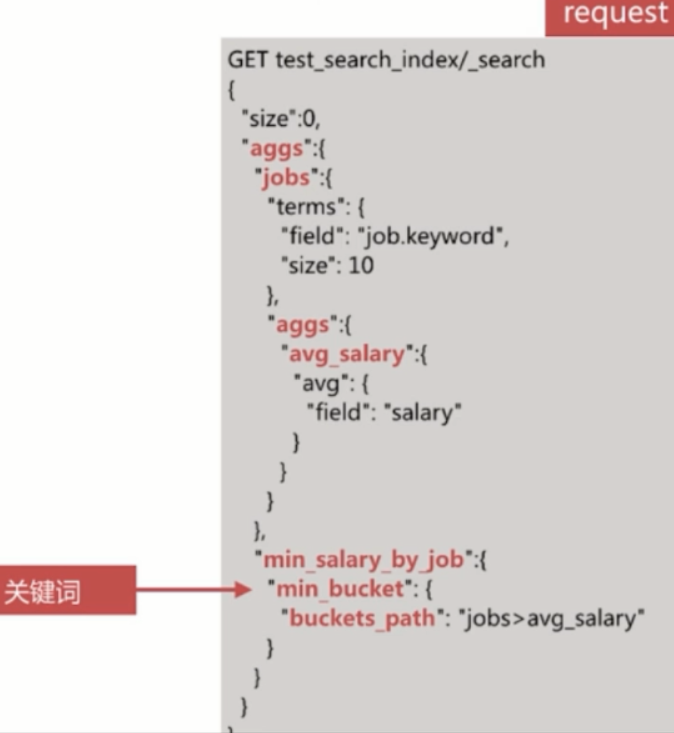 request
GET test_search_index/_search
{
"size":0,
"aggs":{
"jobs":{
"terms": {
"field": "job.keyword",
"size": 10
},
"aggs":{
"avg_salary":{
"avg": {
"field": "salary"
}
}
}
},
"min_salary_by_job":{
关键词
"min_bucket": {
"buckets_path": "jobs>avg_salary"
}
}
}
}